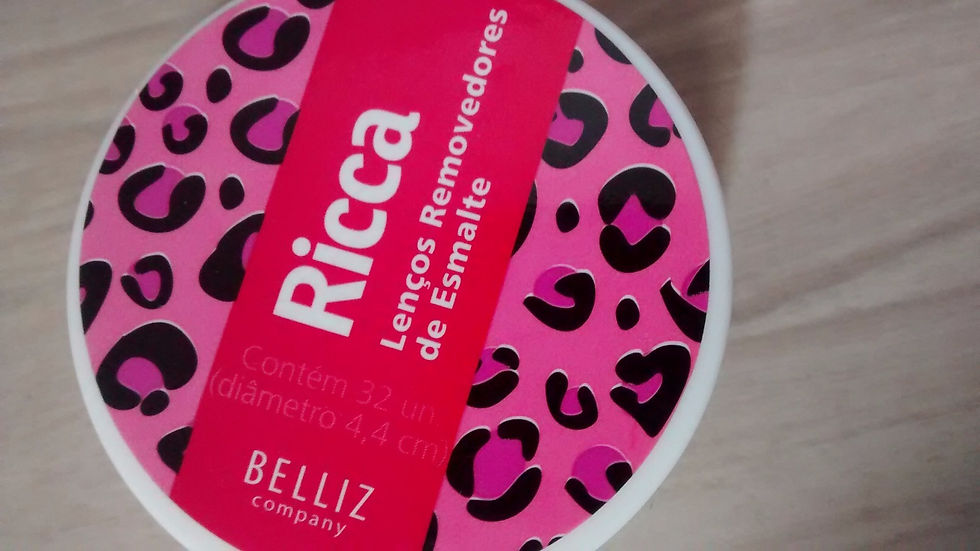 Ricca
Lenços Removedores
de Esmalte
Contém 32 un.
(diâmetro 4,4 cm)
BELLIZ
company